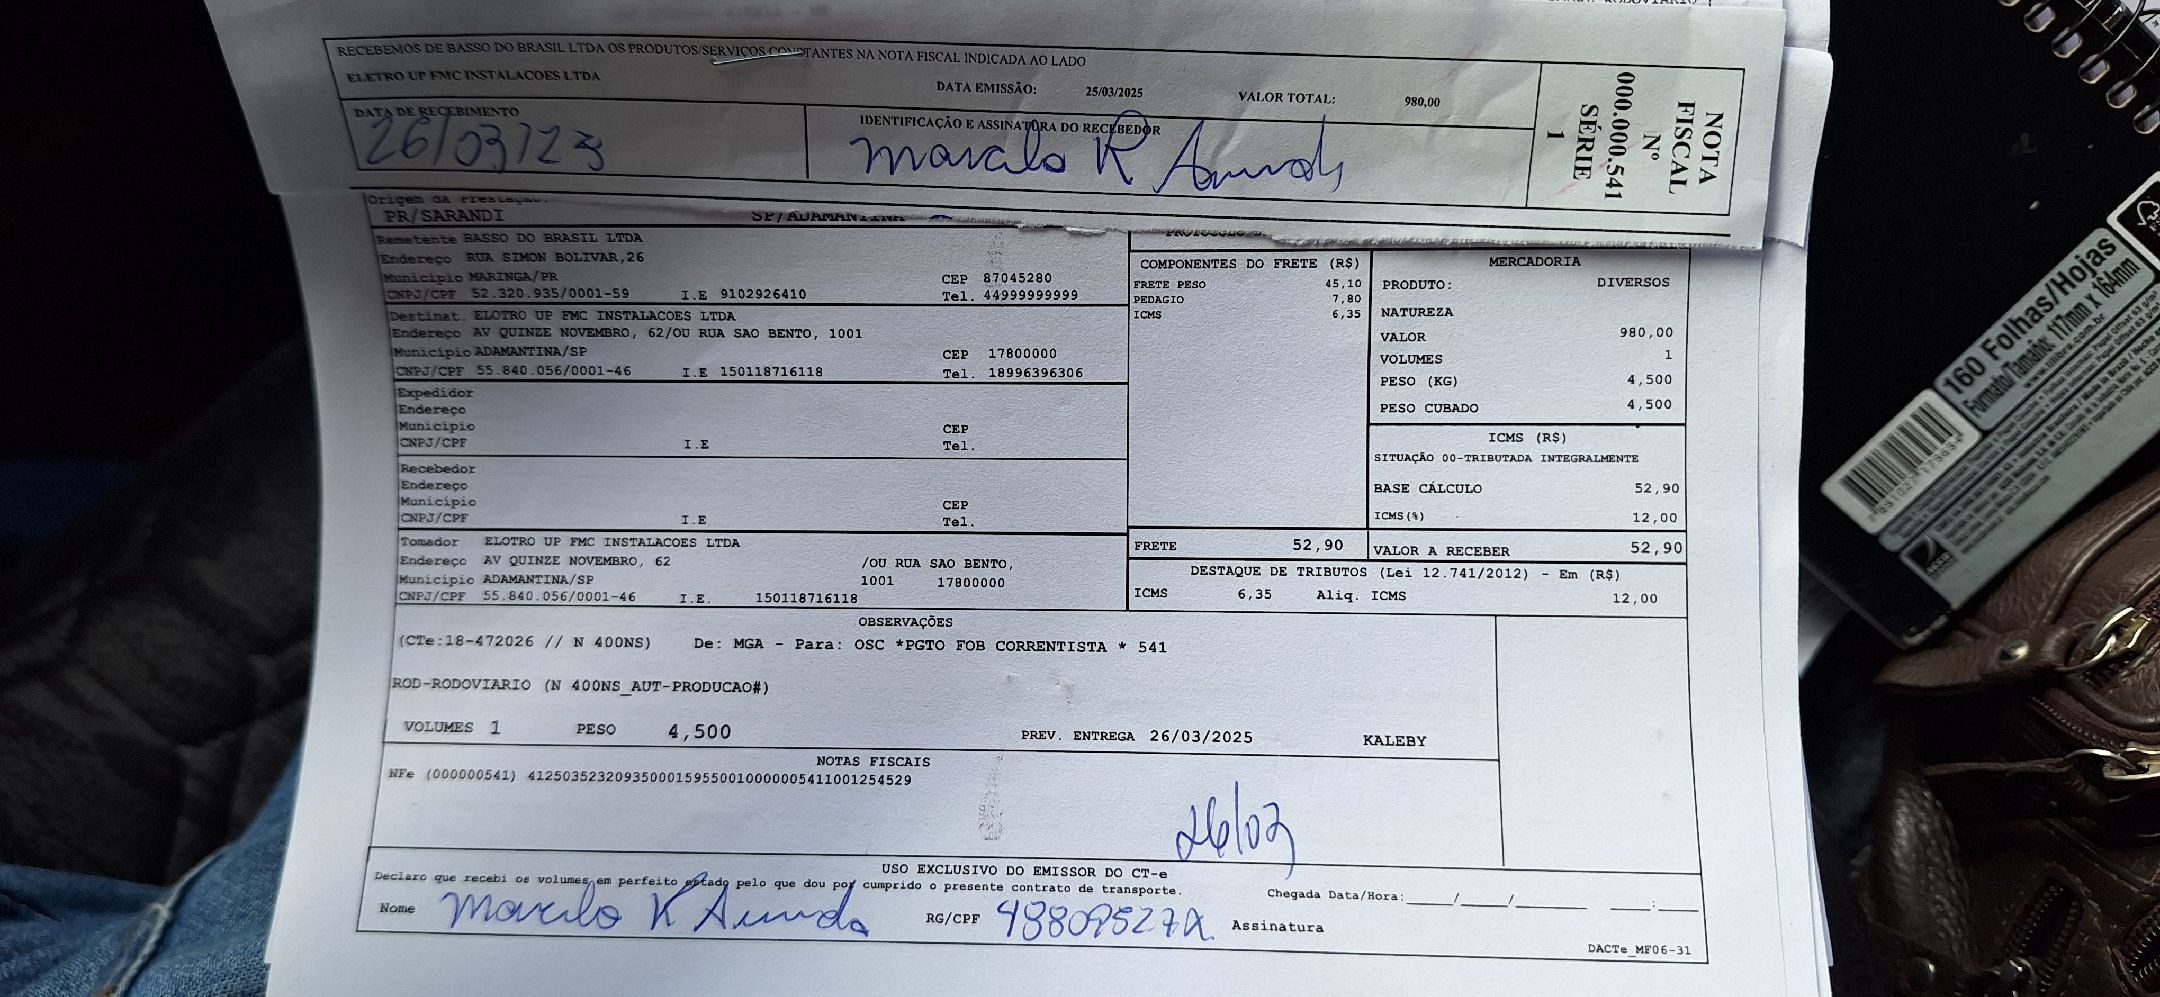 RECEBEMOS DE BASSO DO BRASIL LTDA OS PRODUTOS/SERVIÇOS CONSTANTES NA NOTA FISCAL INDICADA AO LADO
ELETRO UP FMC INSTALACOES LTDA
DATA EMISSÃO: 25/03/2025 VALOR TOTAL: 980,00
DATA DE RECEBIMENTO
26/03/25
IDENTIFICAÇÃO E ASSINATURA DO RECEBEDOR
NOTA
FISCAL
Nº
000.000.541
SÉRIE
1
Origem da Prestação.
PR/SARANDI SP/ADAMANTINA
Remetente BASSO DO BRASIL LTDA
Endereço RUA SIMON BOLIVAR,26
Municipio MARINGA/PR CEP 87045280
CNPJ/CPF 52.320.935/0001-59 I.E 9102926410 Tel. 44999999999
Destinat. ELOTRO UP FMC INSTALACOES LTDA
Endereço AV QUINZE NOVEMBRO, 62/OU RUA SAO BENTO, 1001
Municipio ADAMANTINA/SP CEP 17800000
CNPJ/CPF 55.840.056/0001-46 I.E 150118716118 Tel. 18996396306
Expedidor
Endereço
Municipio CEP
CNPJ/CPF I.E Tel.
Recebedor
Endereço
Municipio CEP
CNPJ/CPF I.E Tel.
Tomador ELOTRO UP FMC INSTALACOES LTDA
Endereço AV QUINZE NOVEMBRO, 62 /OU RUA SAO BENTO,
Municipio ADAMANTINA/SP 1001 17800000
CNPJ/CPF 55.840.056/0001-46 I.E. 150118716118
COMPONENTES DO FRETE (R$)
FRETE PESO 45,10
PEDAGIO 7,80
ICMS 6,35
FRETE 52,90
MERCADORIA
PRODUTO: DIVERSOS
NATUREZA
VALOR 980,00
VOLUMES 1
PESO (KG) 4,500
PESO CUBADO 4,500
ICMS (R$)
SITUAÇÃO 00-TRIBUTADA INTEGRALMENTE
BASE CÁLCULO 52,90
ICMS(%) 12,00
VALOR A RECEBER 52,90
DESTAQUE DE TRIBUTOS (Lei 12.741/2012) - Em (R$)
ICMS 6,35 Aliq. ICMS 12,00
OBSERVAÇÕES
(CTe:18-472026 // N 400NS) De: MGA - Para: OSC *PGTO FOB CORRENTISTA * 541
ROD-RODOVIARIO (N 400NS_AUT-PRODUCAO#)
VOLUMES 1 PESO 4,500 PREV. ENTREGA 26/03/2025 KALEBY
NOTAS FISCAIS
NFe (000000541) 41250352320935000159550010000005411001254529
26/03
USO EXCLUSIVO DO EMISSOR DO CT-e
Declaro que recebi os volumes em perfeito estado pelo que dou por cumprido o presente contrato de transporte.
Chegada Data/Hora:____/____/______ ____:____
Nome RG/CPF Assinatura
DACTe_MF06-31
160 Folhas/Hojas
Formato/Tamaño: 117mm x 164mm